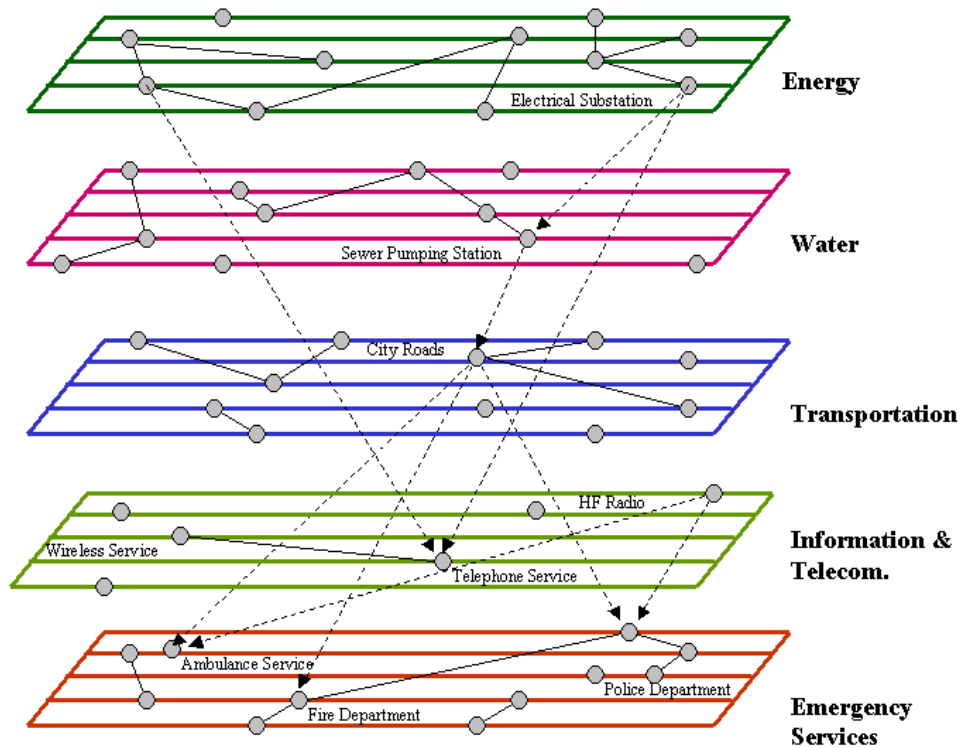 Electrical Substation
Energy
Sewer Pumping Station
Water
City Roads
Transportation
HF Radio
Wireless Service
Telephone Service
Information &
Telecom.
Ambulance Service
Police Department
Fire Department
Emergency
Services